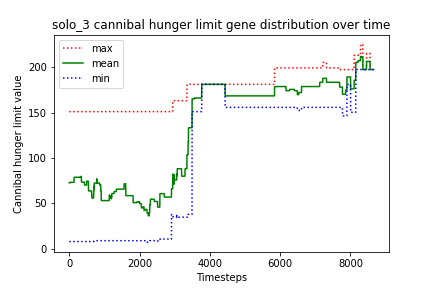 solo_3 cannibal hunger limit gene distribution over time
max
mean
min
Cannibal hunger limit value
200
150
100
50
0
0 2000 4000 6000 8000
Timesteps